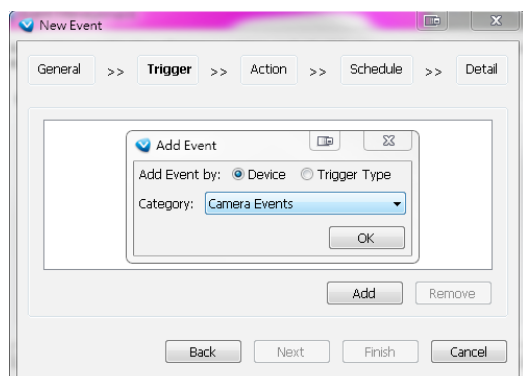 New Event
General >> Trigger >> Action >> Schedule >> Detail
Add Event
Add Event by: Device Trigger Type
Category: Camera Events
OK
Add Remove
Back Next Finish Cancel